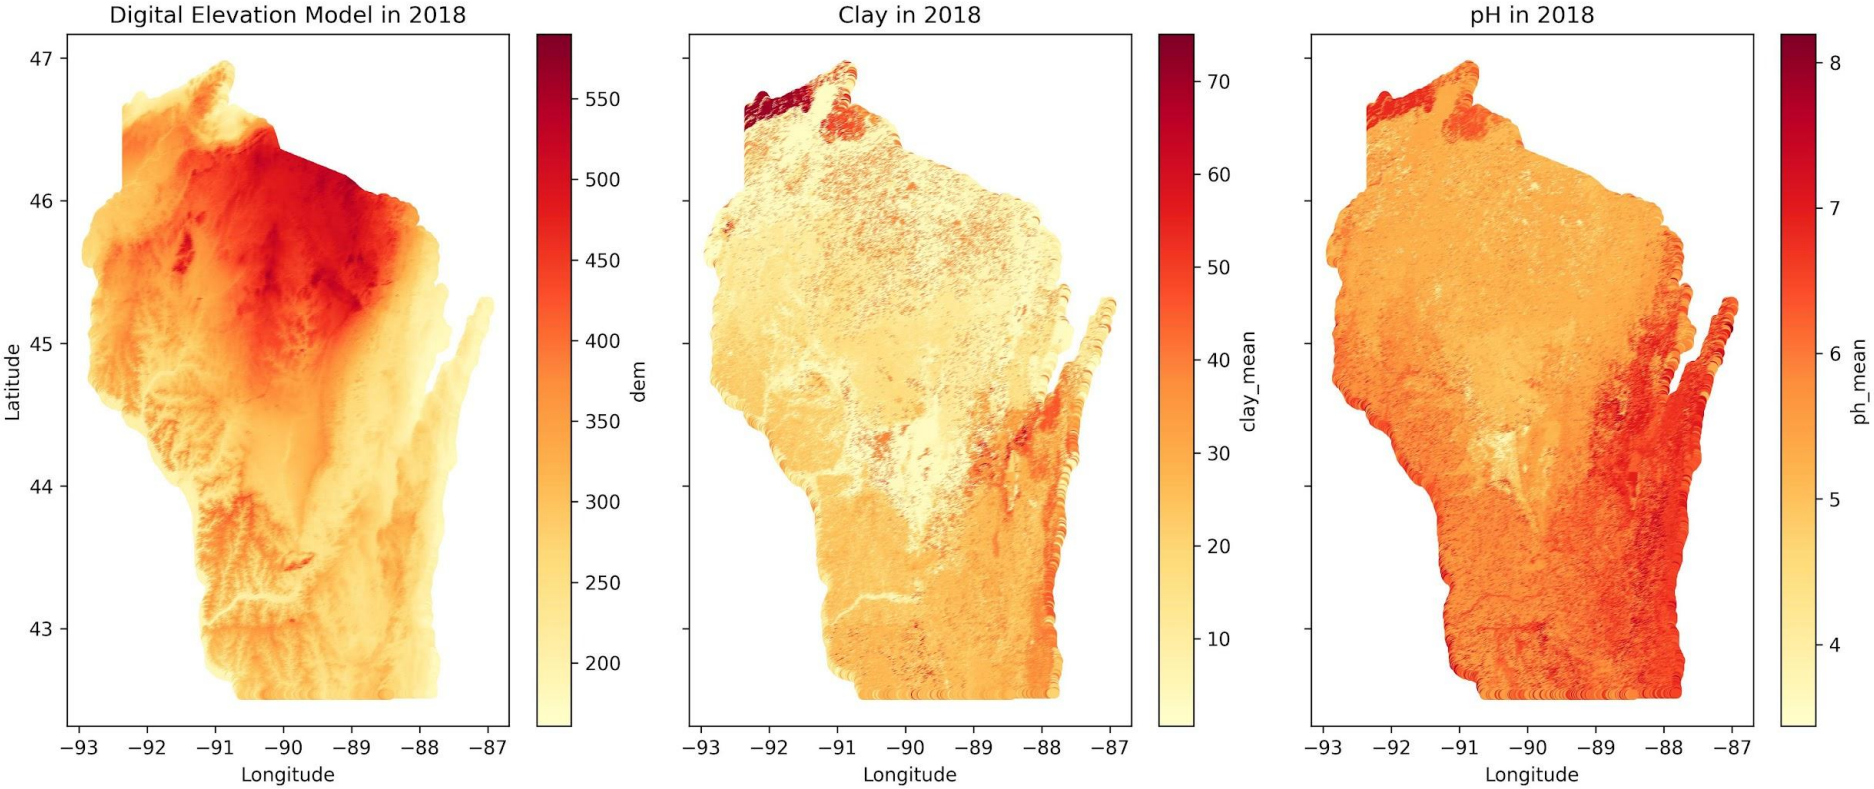 Digital Elevation Model in 2018
Clay in 2018
pH in 2018
47
46
45
44
43
Latitude
−93 −92 −91 −90 −89 −88 −87
Longitude
550
500
450
400
350
300
250
200
dem
−93 −92 −91 −90 −89 −88 −87
Longitude
70
60
50
40
30
20
10
clay_mean
−93 −92 −91 −90 −89 −88 −87
Longitude
8
7
6
5
4
ph_mean